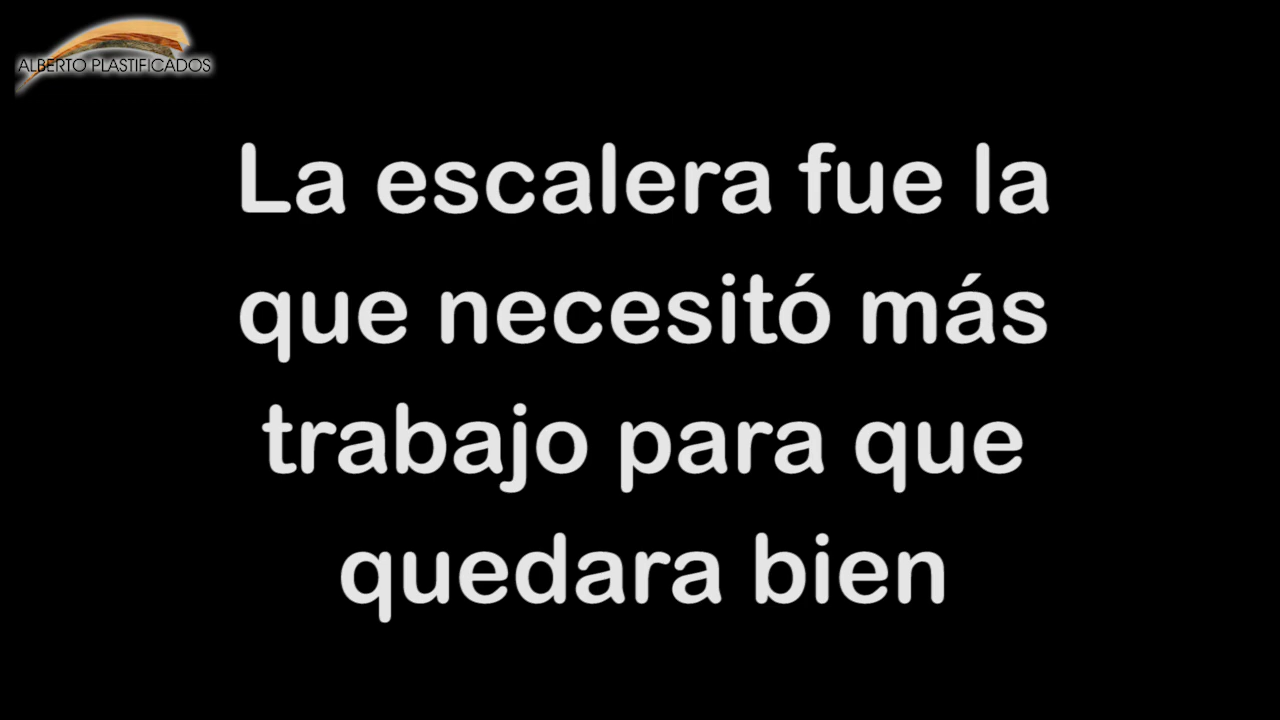 ALBERTO PLASTIFICADOS
La escalera fue la
que necesitó más
trabajo para que
quedara bien